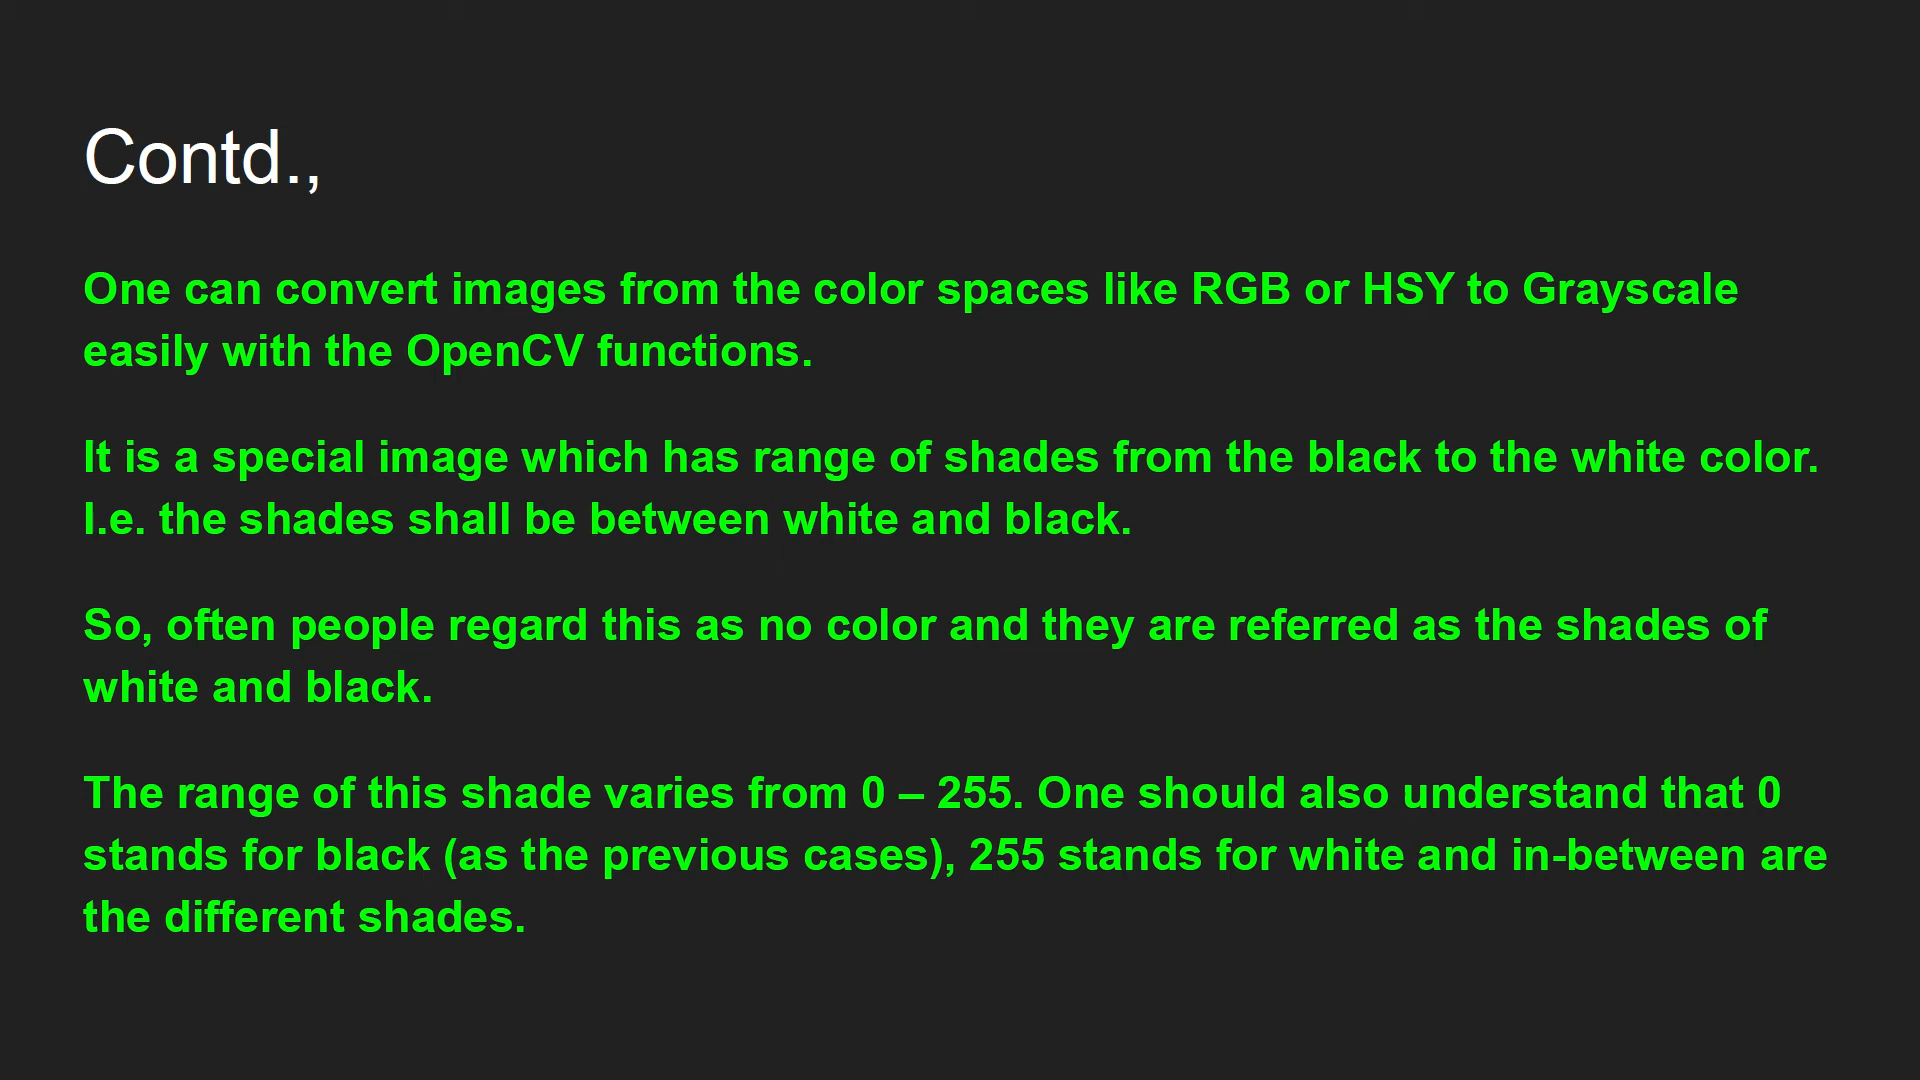 Contd.,
One can convert images from the color spaces like RGB or HSY to Grayscale
easily with the OpenCV functions.
It is a special image which has range of shades from the black to the white color.
I.e. the shades shall be between white and black.
So, often people regard this as no color and they are referred as the shades of
white and black.
The range of this shade varies from 0 – 255. One should also understand that 0
stands for black (as the previous cases), 255 stands for white and in-between are
the different shades.